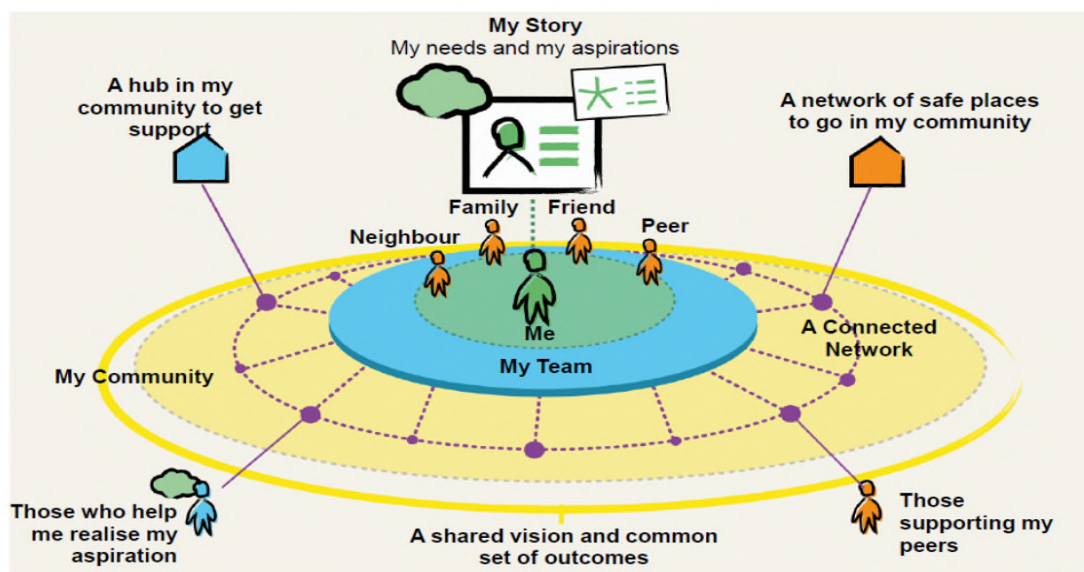 My Story
My needs and my aspirations
A hub in my
community to get
support
A network of safe places
to go in my community
Family
Friend
Neighbour
Peer
Me
My Team
My Community
A Connected
Network
Those who help
me realise my
aspiration
A shared vision and common
set of outcomes
Those
supporting my
peers